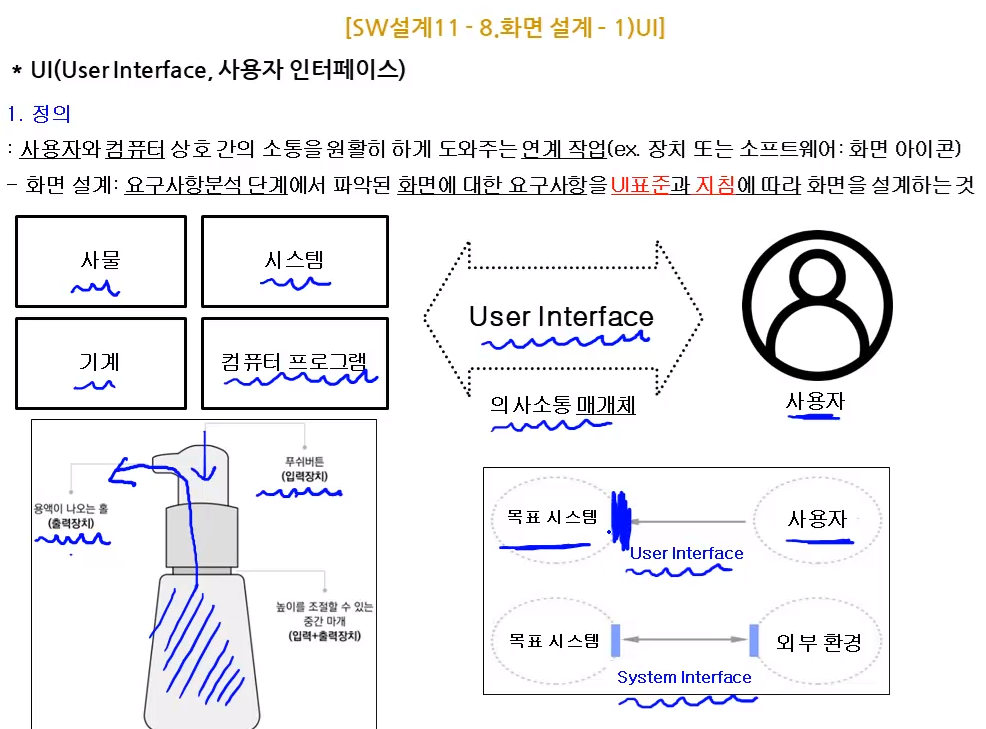 [SW설계11 - 8.화면 설계 - 1)UI]
* UI(User Interface, 사용자 인터페이스)
1. 정의
: 사용자와 컴퓨터 상호 간의 소통을 원활히 하게 도와주는 연계 작업(ex. 장치 또는 소프트웨어: 화면 아이콘)
- 화면 설계: 요구사항분석 단계에서 파악된 화면에 대한 요구사항을 UI표준과 지침에 따라 화면을 설계하는 것
사물
시스템
기계
컴퓨터 프로그램
User Interface
의사소통 매개체
사용자
푸쉬버튼
(입력장치)
용액이 나오는 홀
(출력장치)
높이를 조절할 수 있는
중간 마개
(입력+출력장치)
목표 시스템
사용자
User Interface
목표 시스템
외부 환경
System Interface